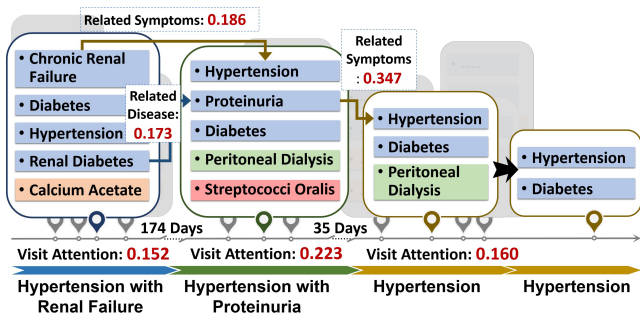 Related Symptoms: 0.186
• Chronic Renal
Failure
• Diabetes
• Hypertension
• Renal Diabetes
• Calcium Acetate
Related
Disease:
0.173
• Hypertension
• Proteinuria
• Diabetes
• Peritoneal Dialysis
• Streptococci Oralis
Related
Symptoms
: 0.347
• Hypertension
• Diabetes
• Peritoneal
Dialysis
• Hypertension
• Diabetes
174 Days
35 Days
Visit Attention: 0.152
Visit Attention: 0.223
Visit Attention: 0.160
Hypertension with
Renal Failure
Hypertension with
Proteinuria
Hypertension
Hypertension